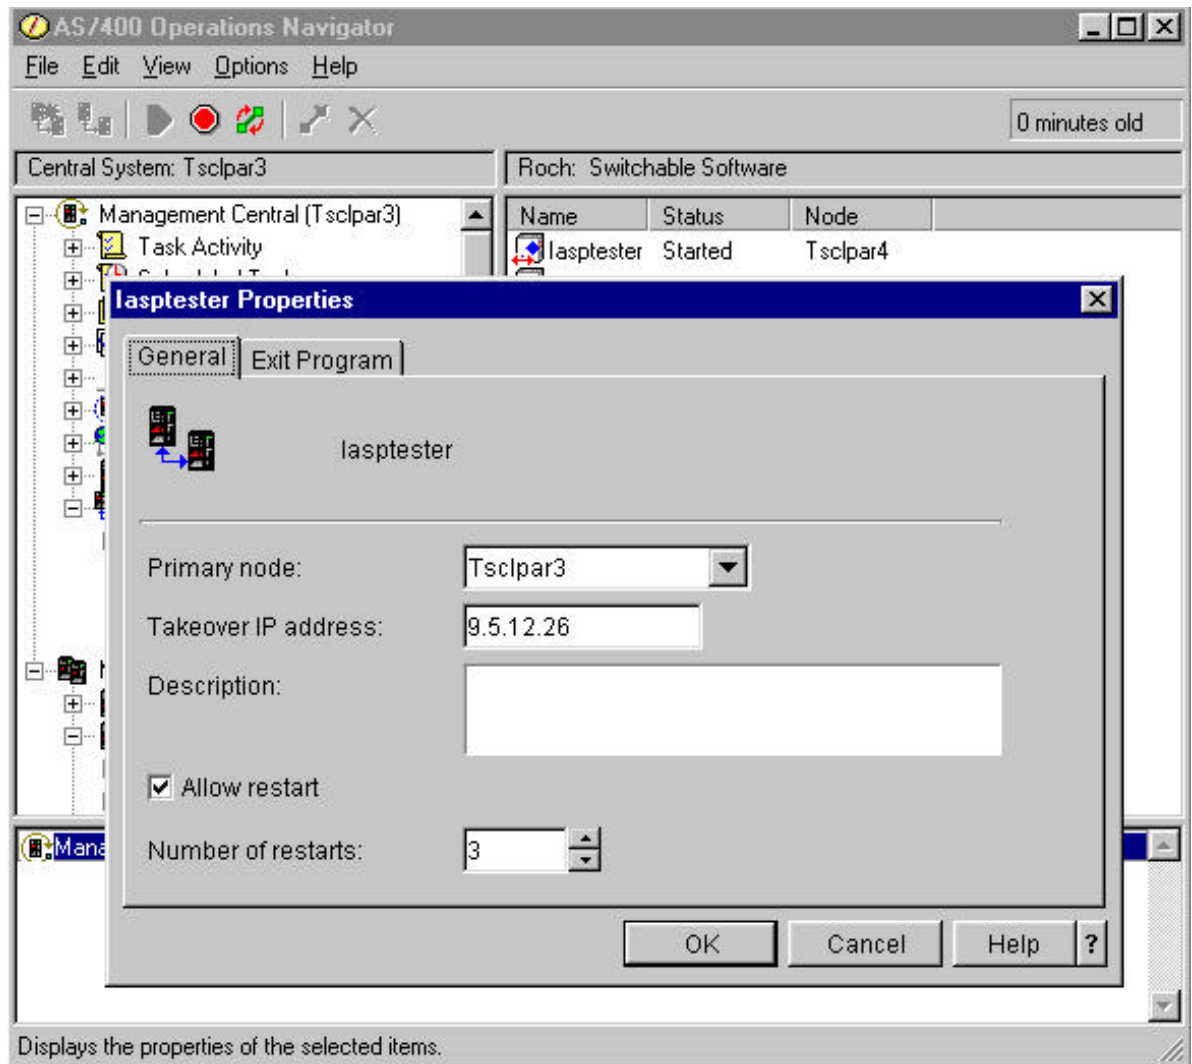 AS/400 Operations Navigator
File Edit View Options Help
0 minutes old
Central System: Tsclpar3
Roch: Switchable Software
Management Central (Tsclpar3)
Name Status Node
Task Activity
Iasptester Started Tsclpar4
Iasptester Properties
General Exit Program
Iasptester
Primary node: Tsclpar3
Takeover IP address: 9.5.12.26
Description:
Allow restart
Mana
Number of restarts: 3
OK Cancel Help ?
Displays the properties of the selected items.